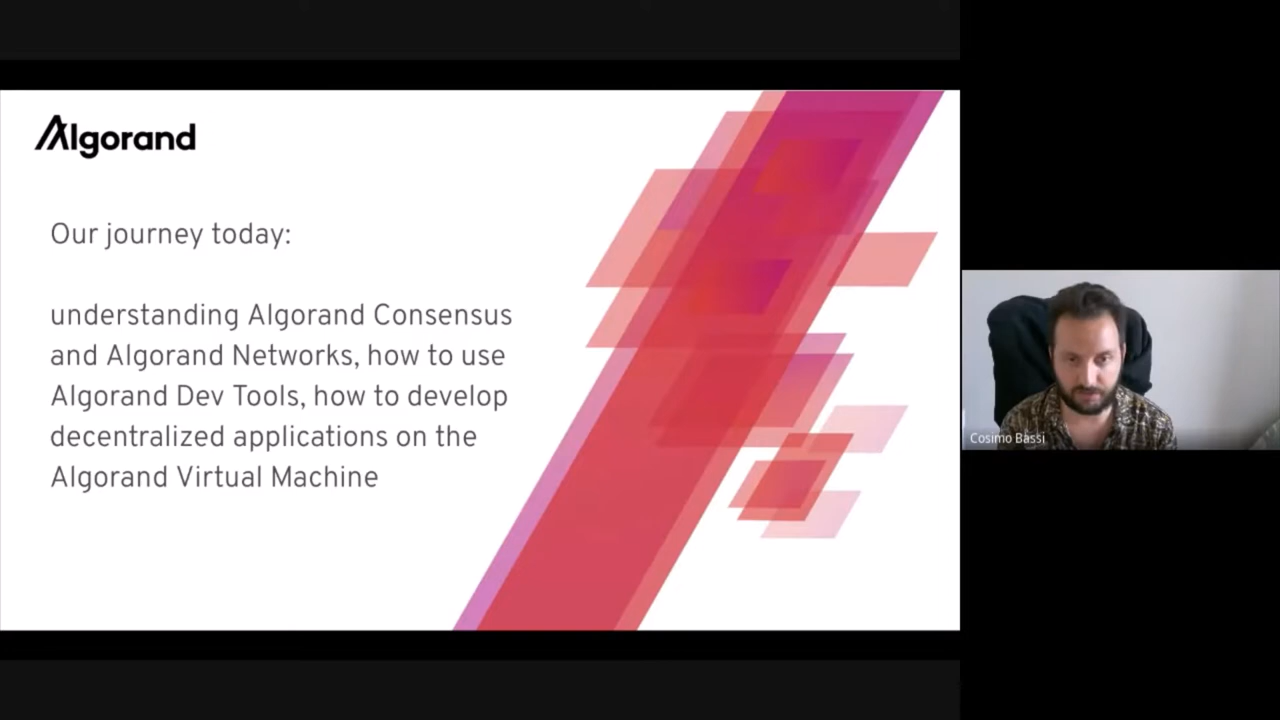 Algorand
Our journey today:
understanding Algorand Consensus
and Algorand Networks, how to use
Algorand Dev Tools, how to develop
decentralized applications on the
Algorand Virtual Machine
Cosimo Bassi